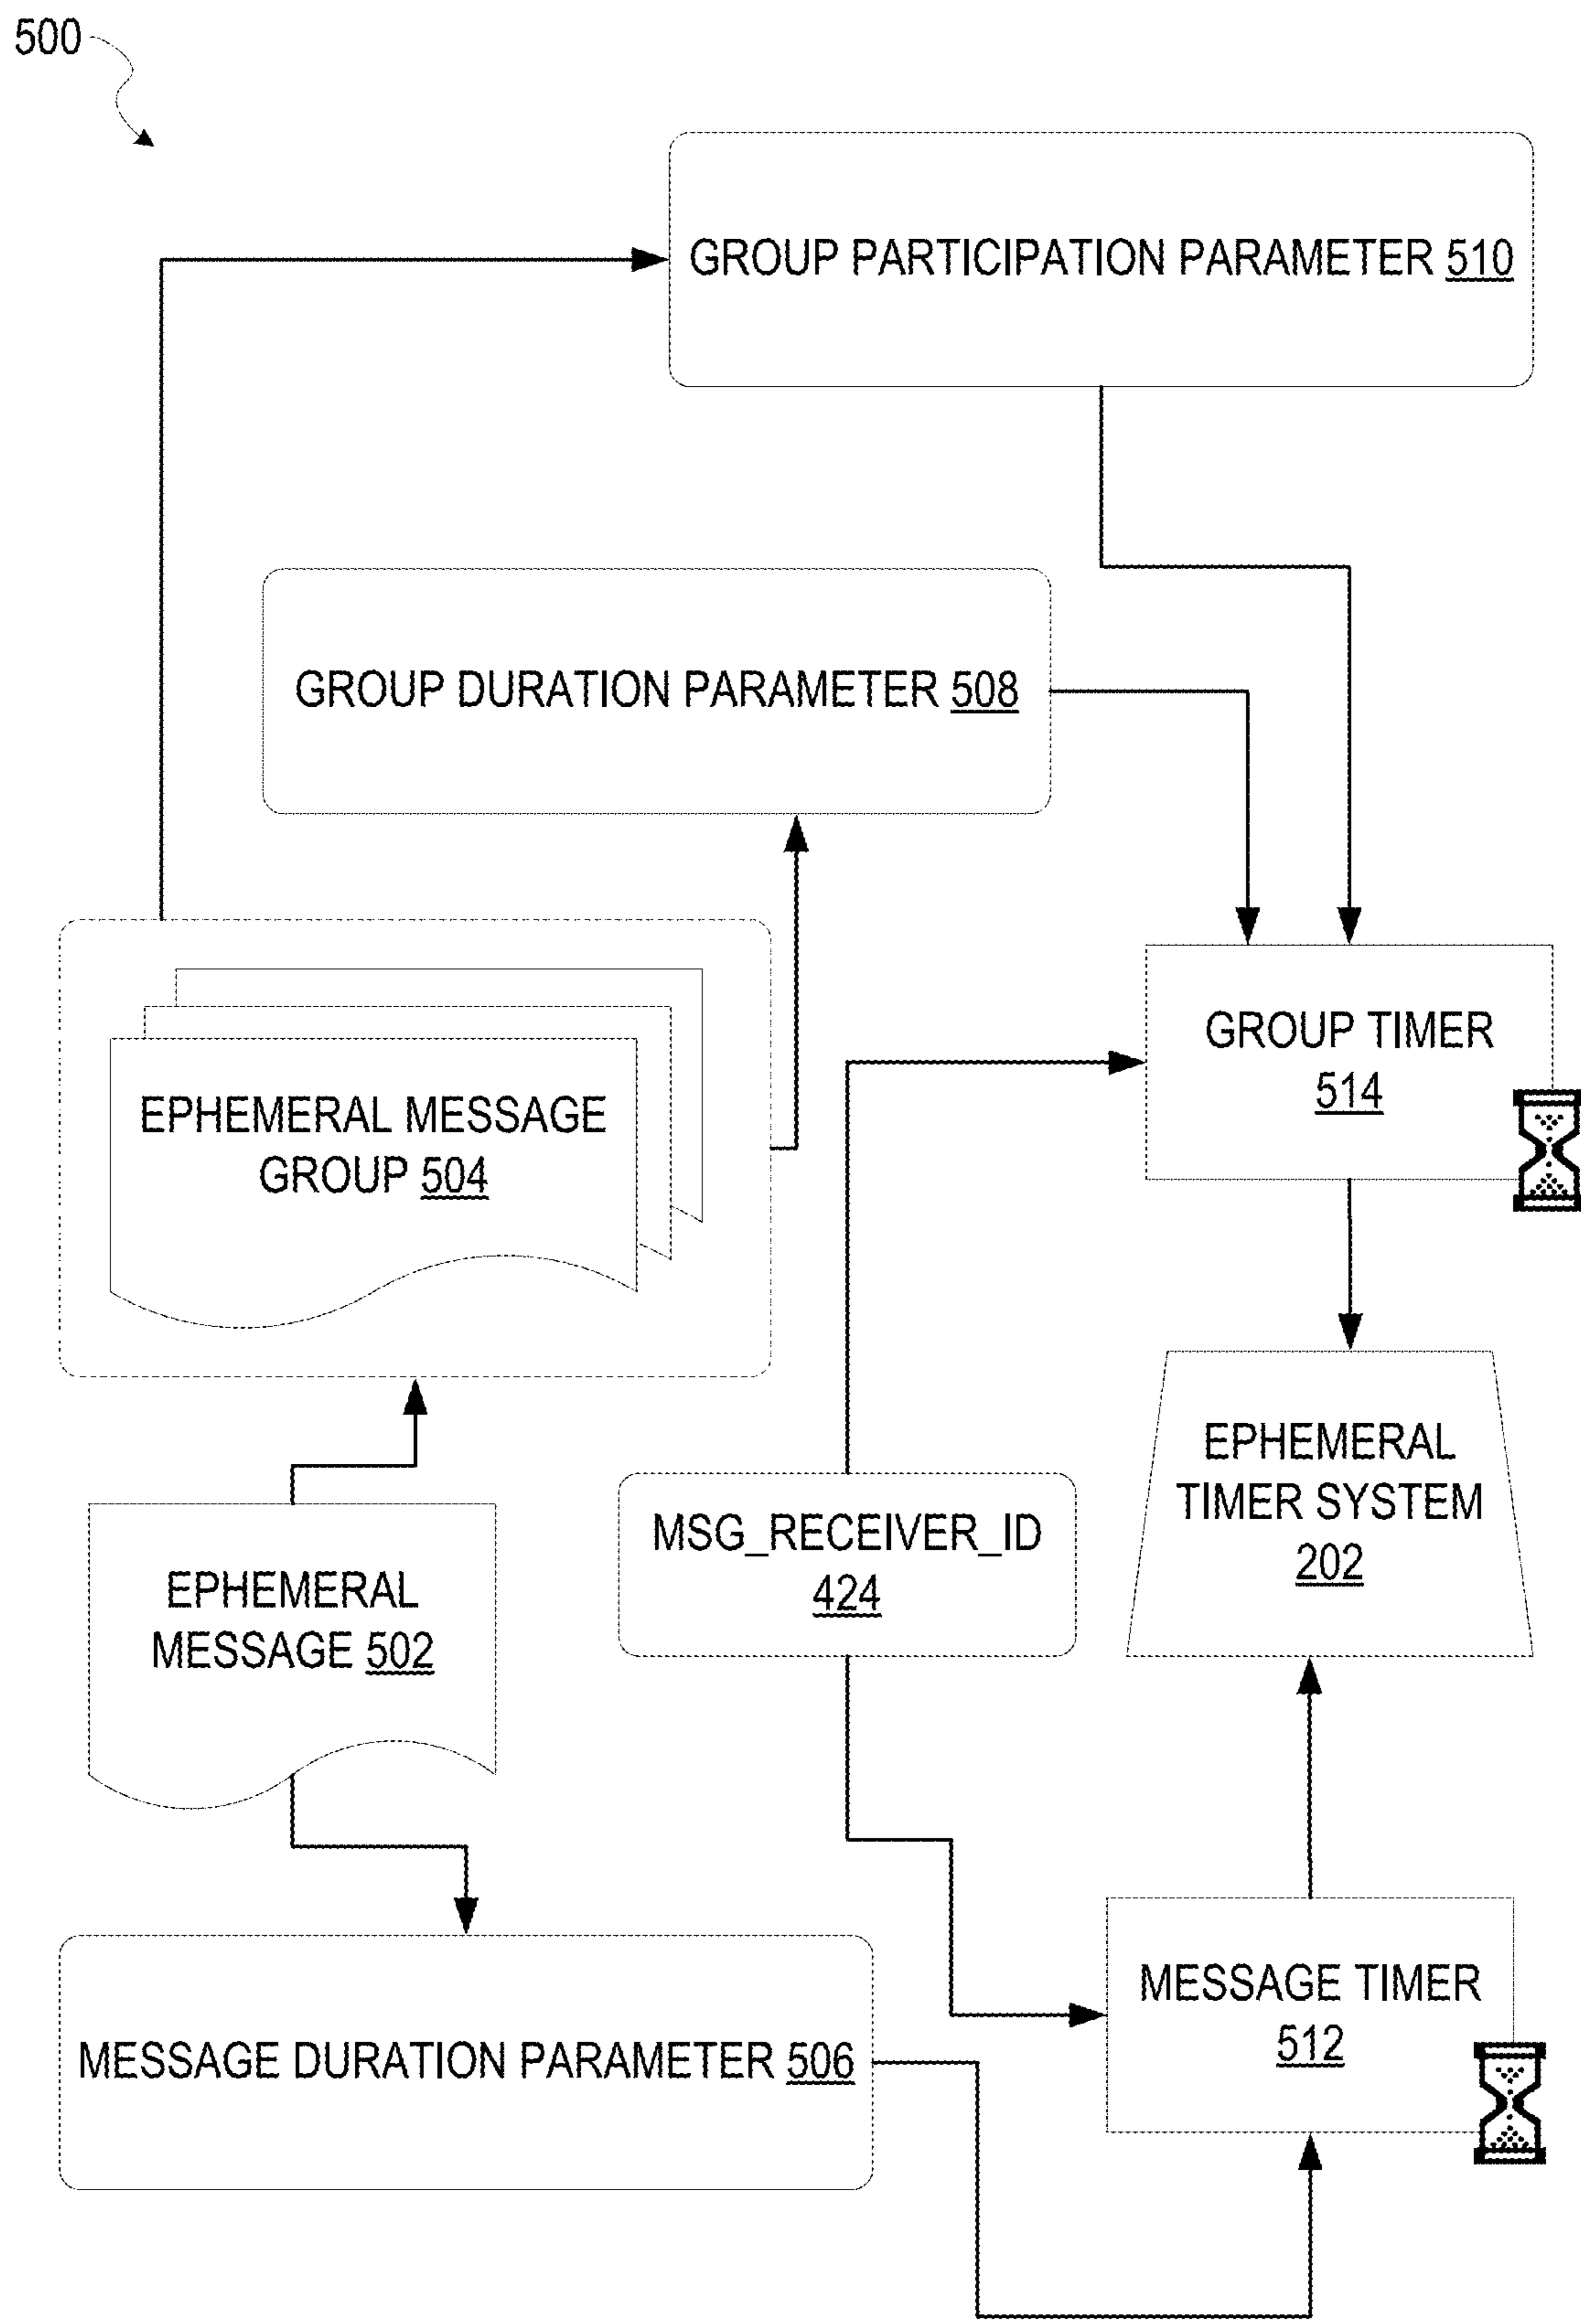 500
GROUP PARTICIPATION PARAMETER 510
GROUP DURATION PARAMETER 508
GROUP TIMER
514
EPHEMERAL MESSAGE
GROUP 504
EPHEMERAL
TIMER SYSTEM
202
MSG_RECEIVER_ID
424
EPHEMERAL
MESSAGE 502
MESSAGE TIMER
512
MESSAGE DURATION PARAMETER 506